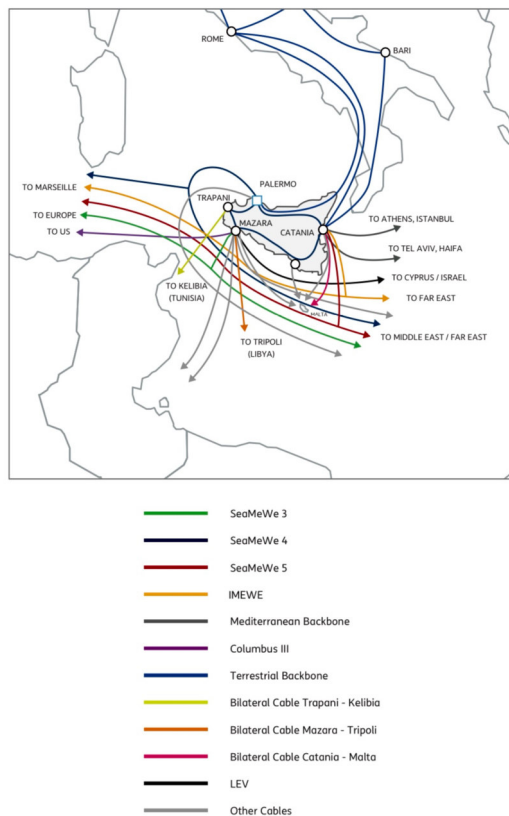 ROME
BARI
PALERMO
TRAPANI
TO MARSEILLE
MAZARA
TO EUROPE
CATANIA
TO ATHENS, ISTANBUL
TO US
TO TEL AVIV, HAIFA
TO CYPRUS / ISRAEL
TO KELIBIA
(TUNISIA)
TO FAR EAST
MALTA
TO TRIPOLI
(LIBYA)
TO MIDDLE EAST / FAR EAST
SeaMeWe 3
SeaMeWe 4
SeaMeWe 5
IMEWE
Mediterranean Backbone
Columbus III
Terrestrial Backbone
Bilateral Cable Trapani - Kelibia
Bilateral Cable Mazara - Tripoli
Bilateral Cable Catania - Malta
LEV
Other Cables